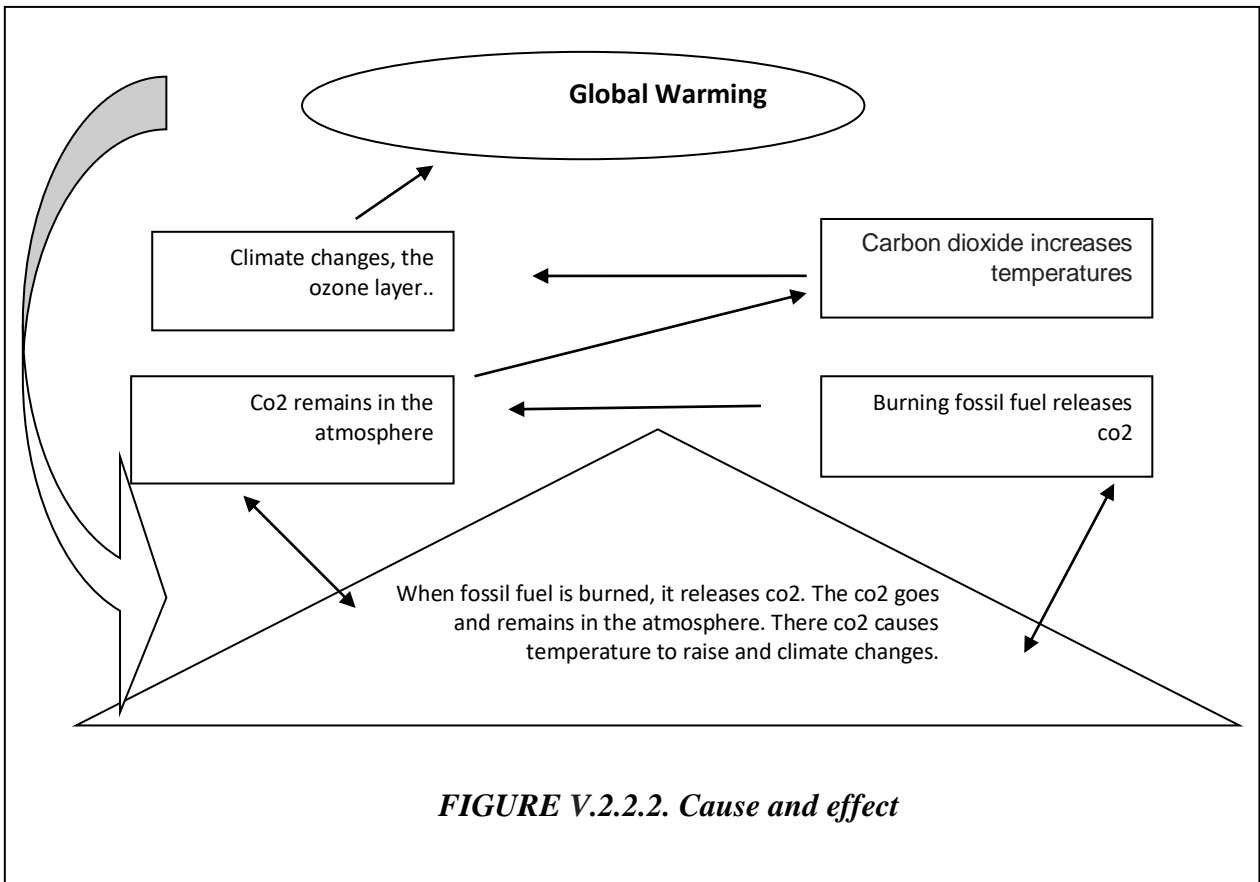 Global Warming
Climate changes, the
ozone layer..
Carbon dioxide increases
temperatures
Co2 remains in the
atmosphere
Burning fossil fuel releases
co2
When fossil fuel is burned, it releases co2. The co2 goes
and remains in the atmosphere. There co2 causes
temperature to raise and climate changes.
FIGURE V.2.2.2. Cause and effect